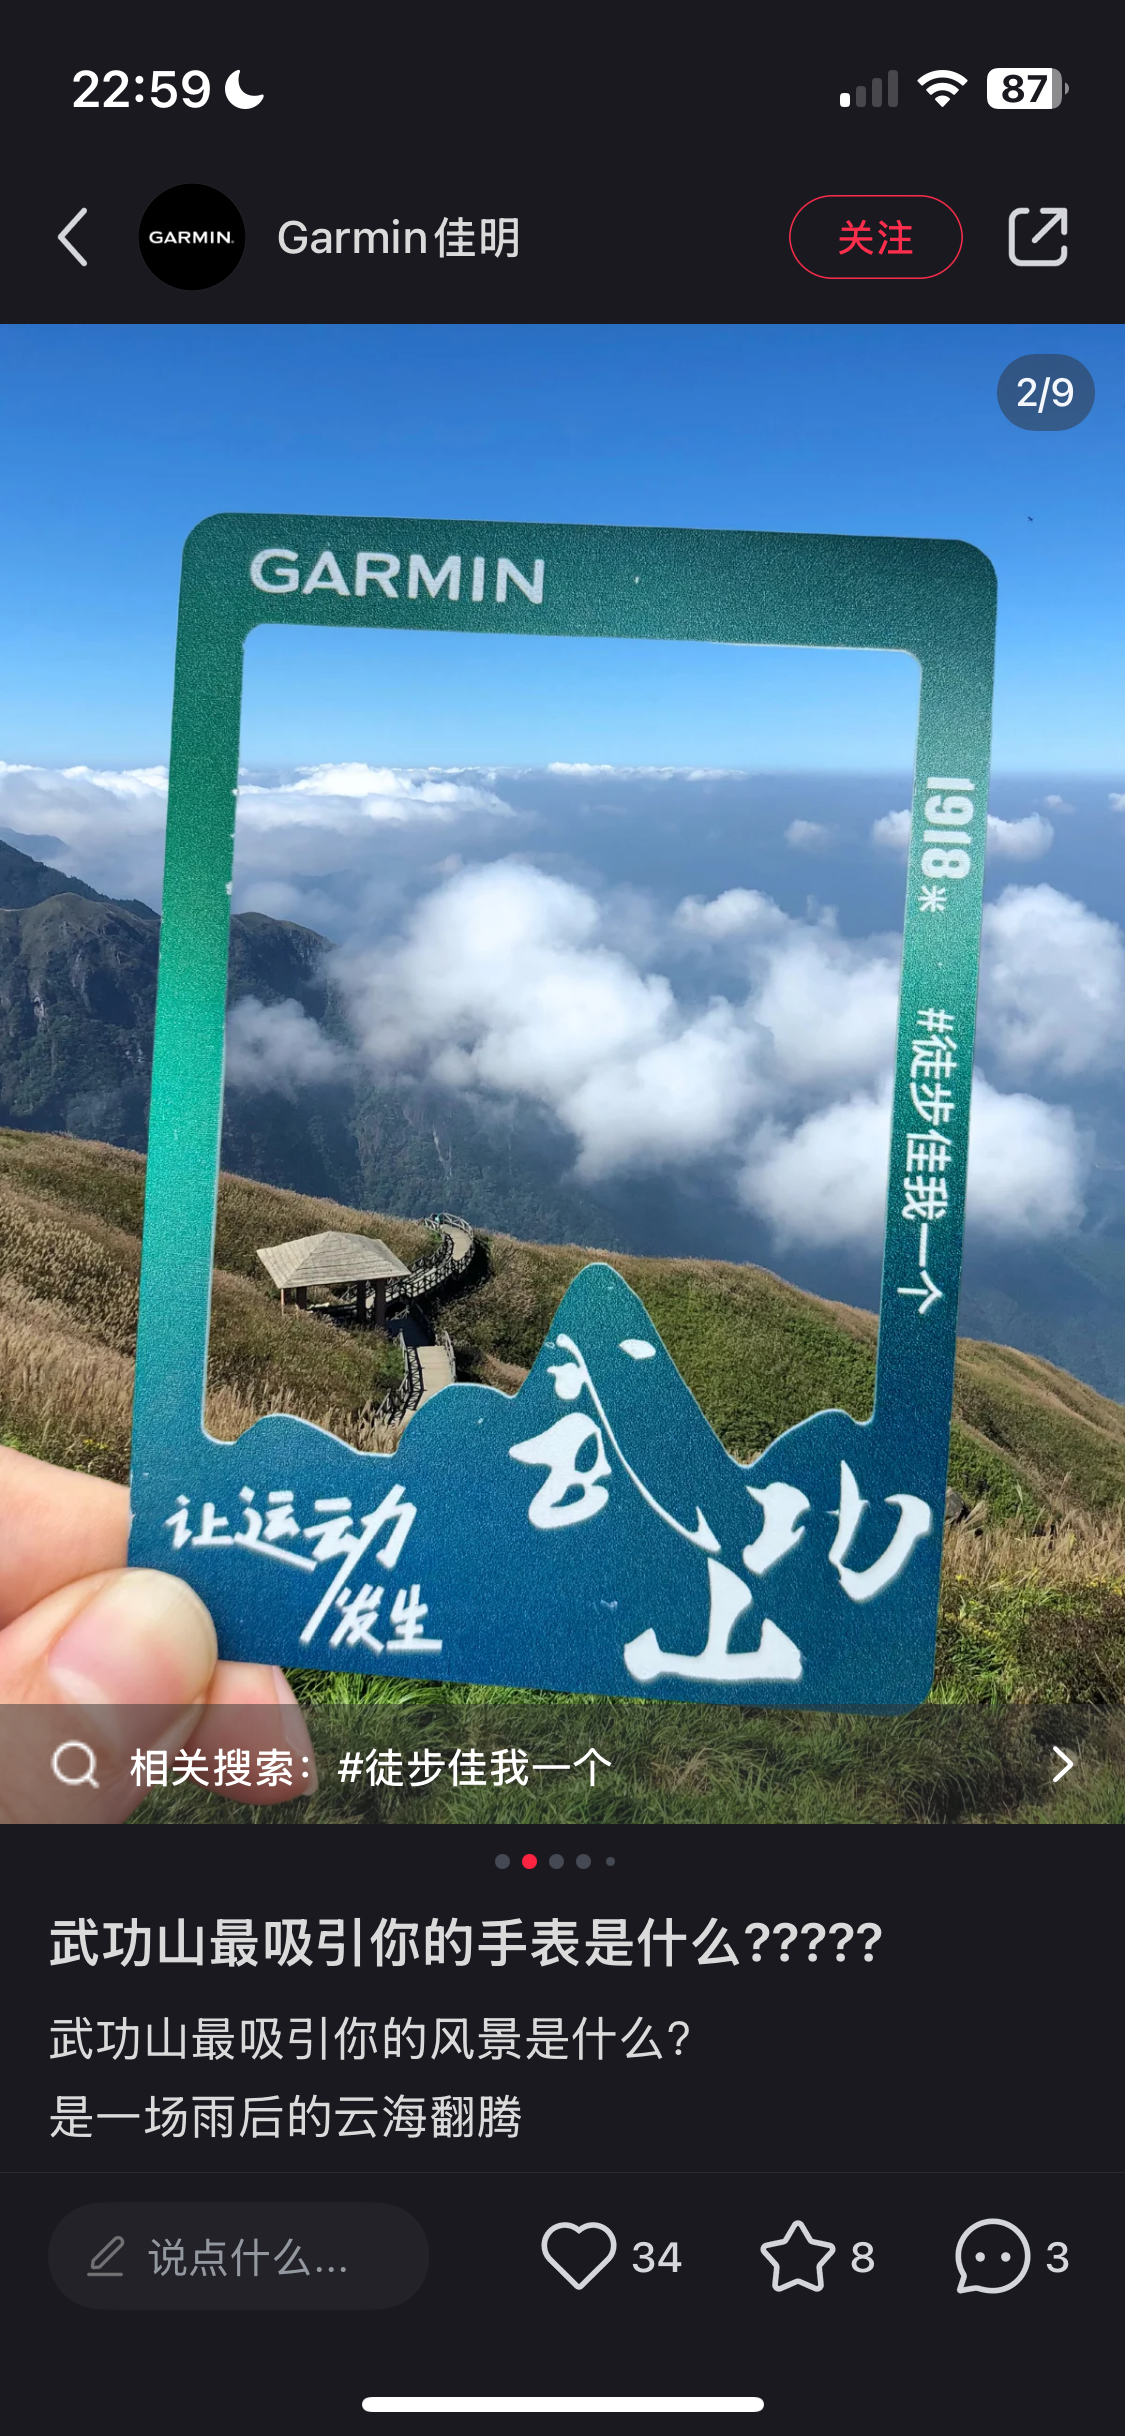 22:59
87
GARMIN.
Garmin佳明
关注
2/9
GARMIN
1918米
#徒步佳我一个
武功山
让运动
发生
相关搜索：#徒步佳我一个
武功山最吸引你的手表是什么?????
武功山最吸引你的风景是什么?
是一场雨后的云海翻腾
说点什么...
34
8
3